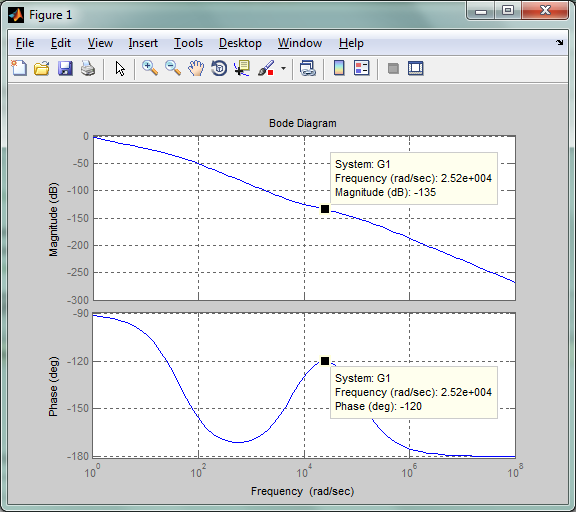 Figure 1
File Edit View Insert Tools Desktop Window Help
Bode Diagram
Magnitude (dB)
0
-50
-100
-150
-200
-250
-300
System: G1
Frequency (rad/sec): 2.52e+004
Magnitude (dB): -135
Phase (deg)
-90
-120
-150
-180
System: G1
Frequency (rad/sec): 2.52e+004
Phase (deg): -120
10^0 10^2 10^4 10^6 10^8
Frequency (rad/sec)